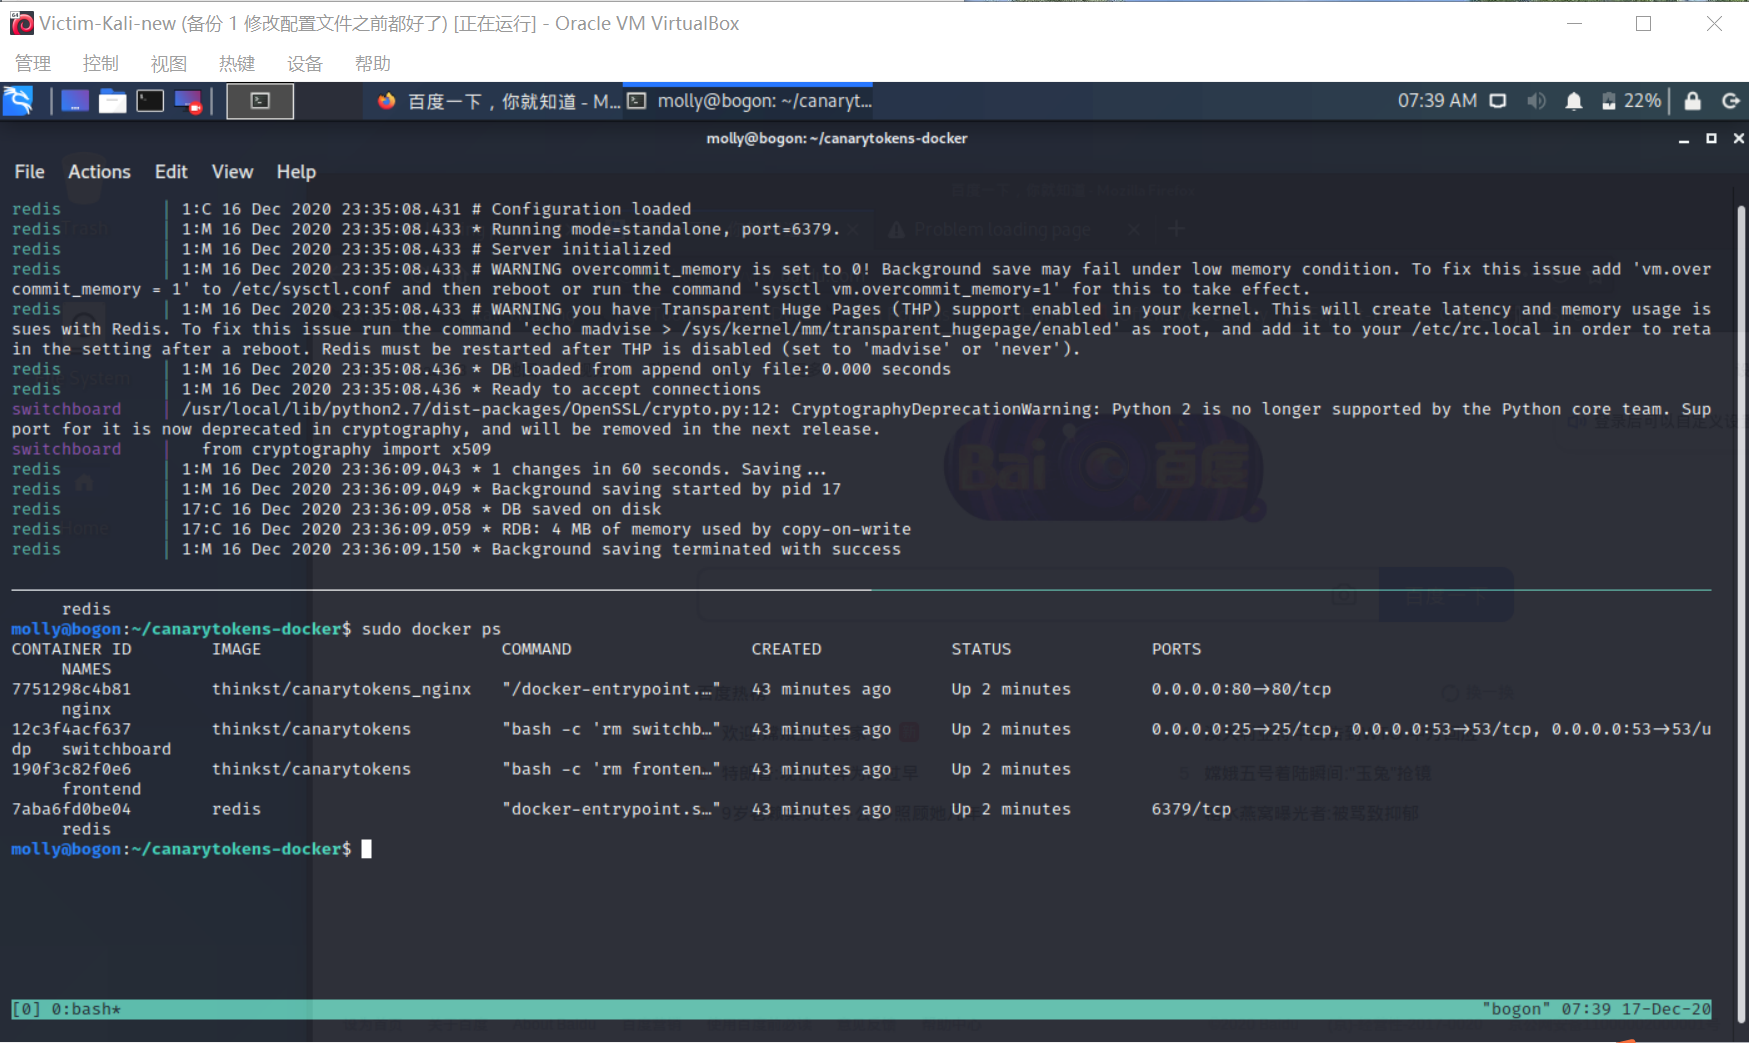 Victim-Kali-new (备份 1 修改配置文件之前都好了) [正在运行] - Oracle VM VirtualBox
管理 控制 视图 热键 设备 帮助
百度一下，你就知道 - M... molly@bogon: ~/canaryt... 07:39 AM 22%
molly@bogon: ~/canarytokens-docker
File Actions Edit View Help
redis | 1:C 16 Dec 2020 23:35:08.431 # Configuration loaded
redis | 1:M 16 Dec 2020 23:35:08.433 * Running mode=standalone, port=6379.
redis | 1:M 16 Dec 2020 23:35:08.433 # Server initialized
redis | 1:M 16 Dec 2020 23:35:08.433 # WARNING overcommit_memory is set to 0! Background save may fail under low memory condition. To fix this issue add 'vm.over
commit_memory = 1' to /etc/sysctl.conf and then reboot or run the command 'sysctl vm.overcommit_memory=1' for this to take effect.
redis | 1:M 16 Dec 2020 23:35:08.433 # WARNING you have Transparent Huge Pages (THP) support enabled in your kernel. This will create latency and memory usage is
sues with Redis. To fix this issue run the command 'echo madvise > /sys/kernel/mm/transparent_hugepage/enabled' as root, and add it to your /etc/rc.local in order to reta
in the setting after a reboot. Redis must be restarted after THP is disabled (set to 'madvise' or 'never').
redis | 1:M 16 Dec 2020 23:35:08.436 * DB loaded from append only file: 0.000 seconds
redis | 1:M 16 Dec 2020 23:35:08.436 * Ready to accept connections
switchboard | /usr/local/lib/python2.7/dist-packages/OpenSSL/crypto.py:12: CryptographyDeprecationWarning: Python 2 is no longer supported by the Python core team. Sup
port for it is now deprecated in cryptography, and will be removed in the next release.
switchboard | from cryptography import x509
redis | 1:M 16 Dec 2020 23:36:09.043 * 1 changes in 60 seconds. Saving...
redis | 1:M 16 Dec 2020 23:36:09.049 * Background saving started by pid 17
redis | 17:C 16 Dec 2020 23:36:09.058 * DB saved on disk
redis | 17:C 16 Dec 2020 23:36:09.059 * RDB: 4 MB of memory used by copy-on-write
redis | 1:M 16 Dec 2020 23:36:09.150 * Background saving terminated with success
redis
molly@bogon:~/canarytokens-docker$ sudo docker ps
CONTAINER ID IMAGE COMMAND CREATED STATUS PORTS
NAMES
7751298c4b81 thinkst/canarytokens_nginx "/docker-entrypoint.…" 43 minutes ago Up 2 minutes 0.0.0.0:80->80/tcp
nginx
12c3f4acf637 thinkst/canarytokens "bash -c 'rm switchb…" 43 minutes ago Up 2 minutes 0.0.0.0:25->25/tcp, 0.0.0.0:53->53/tcp, 0.0.0.0:53->53/u
dp switchboard
190f3c82f0e6 thinkst/canarytokens "bash -c 'rm fronten…" 43 minutes ago Up 2 minutes
frontend
7aba6fd0be04 redis "docker-entrypoint.s…" 43 minutes ago Up 2 minutes 6379/tcp
redis
molly@bogon:~/canarytokens-docker$
[0] 0:bash* "bogon" 07:39 17-Dec-20